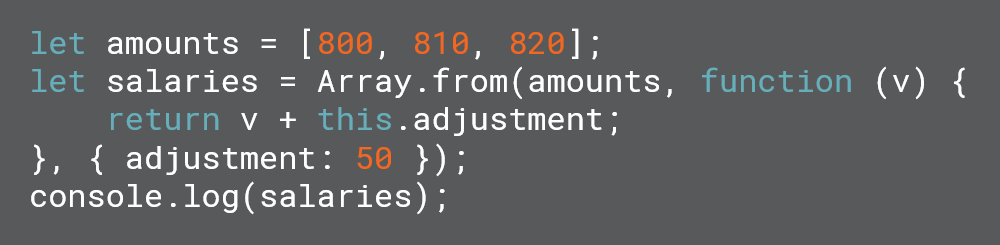 let amounts = [800, 810, 820];
let salaries = Array.from(amounts, function (v) {
    return v + this.adjustment;
}, { adjustment: 50 });
console.log(salaries);